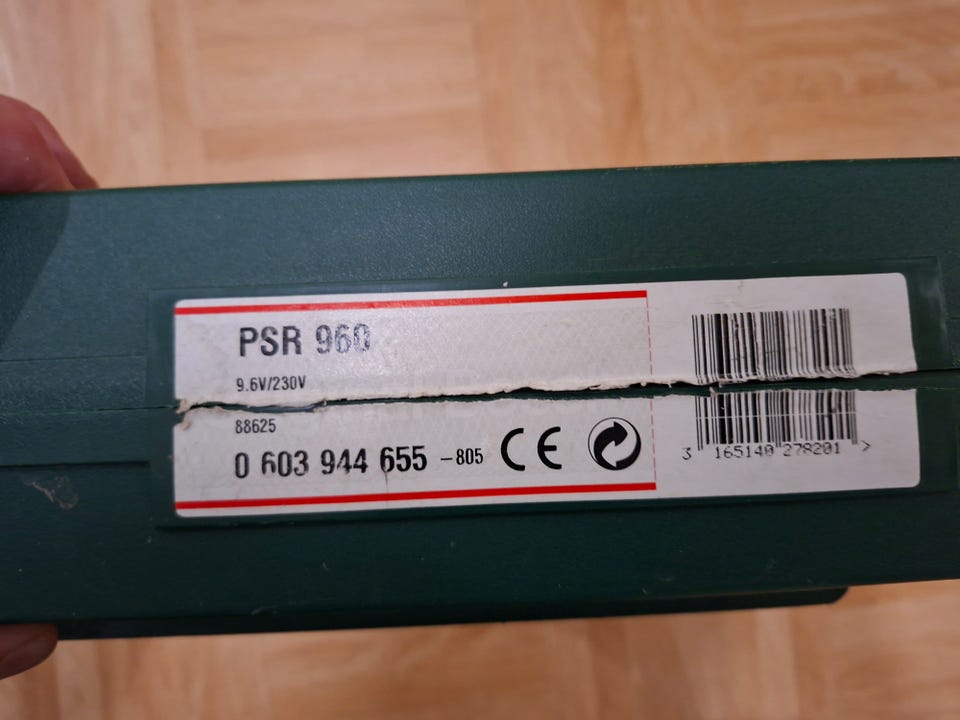 PSR 960
9.6V/230V
88625
0 603 944 655 -805 CE
3 165140 278201 >